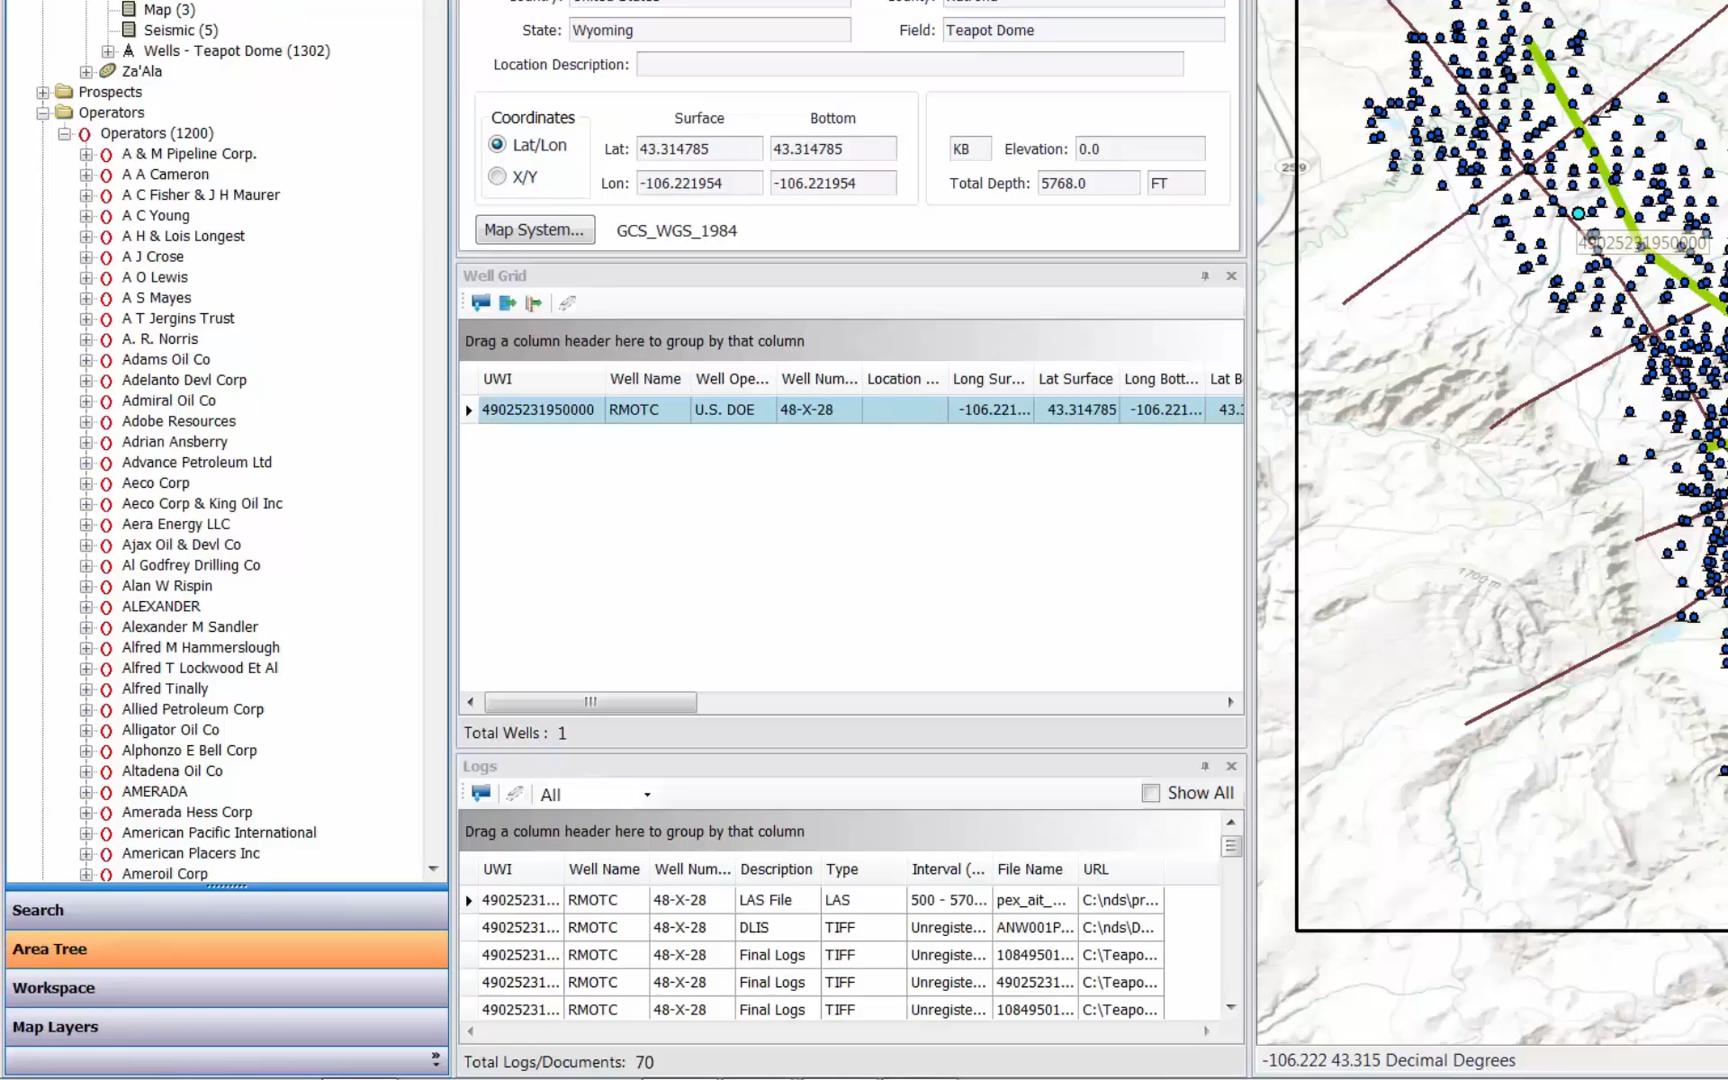 Map (3)
Seismic (5)
Wells - Teapot Dome (1302)
Za'Ala
Prospects
Operators
Operators (1200)
A & M Pipeline Corp.
A A Cameron
A C Fisher & J H Maurer
A C Young
A H & Lois Longest
A J Crose
A O Lewis
A S Mayes
A T Jergins Trust
A. R. Norris
Adams Oil Co
Adelanto Devl Corp
Admiral Oil Co
Adobe Resources
Adrian Ansberry
Advance Petroleum Ltd
Aeco Corp
Aeco Corp & King Oil Inc
Aera Energy LLC
Ajax Oil & Devl Co
Al Godfrey Drilling Co
Alan W Rispin
ALEXANDER
Alexander M Sandler
Alfred M Hammerslough
Alfred T Lockwood Et Al
Alfred Tinally
Allied Petroleum Corp
Alligator Oil Co
Alphonzo E Bell Corp
Altadena Oil Co
AMERADA
Amerada Hess Corp
American Pacific International
American Placers Inc
Ameroil Corp
Search
Area Tree
Workspace
Map Layers
State: Wyoming Field: Teapot Dome
Location Description:
Coordinates Surface Bottom
Lat/Lon Lat: 43.314785 43.314785 KB Elevation: 0.0
X/Y Lon: -106.221954 -106.221954 Total Depth: 5768.0 FT
Map System... GCS_WGS_1984
Well Grid
Drag a column header here to group by that column
UWI Well Name Well Ope... Well Num... Location ... Long Sur... Lat Surface Long Bott... Lat B
49025231950000 RMOTC U.S. DOE 48-X-28 -106.221... 43.314785 -106.221... 43.3
Total Wells : 1
Logs
All Show All
Drag a column header here to group by that column
UWI Well Name Well Num... Description Type Interval (... File Name URL
49025231... RMOTC 48-X-28 LAS File LAS 500 - 570... pex_ait_... C:\nds\pr...
49025231... RMOTC 48-X-28 DLIS TIFF Unregiste... ANW001P... C:\nds\D...
49025231... RMOTC 48-X-28 Final Logs TIFF Unregiste... 10849501... C:\Teapo...
49025231... RMOTC 48-X-28 Final Logs TIFF Unregiste... 49025231... C:\Teapo...
49025231... RMOTC 48-X-28 Final Logs TIFF Unregiste... 10849501... C:\Teapo...
Total Logs/Documents: 70
259
49025231950000
1700 m
-106.222 43.315 Decimal Degrees